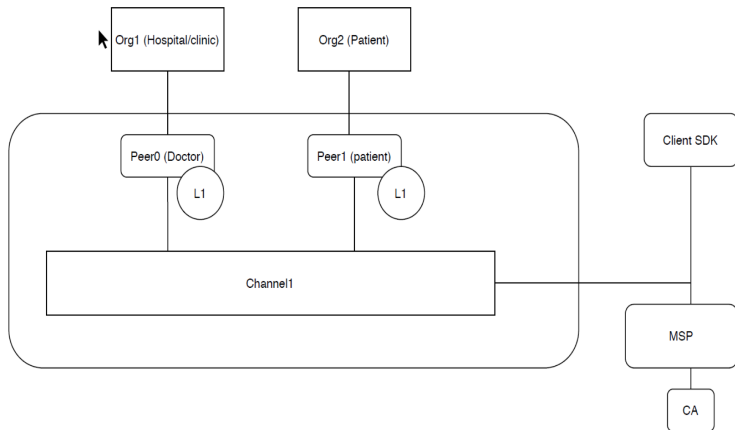 Org1 (Hospital/clinic)
Org2 (Patient)
Peer0 (Doctor)
Peer1 (patient)
Client SDK
L1
L1
Channel1
MSP
CA